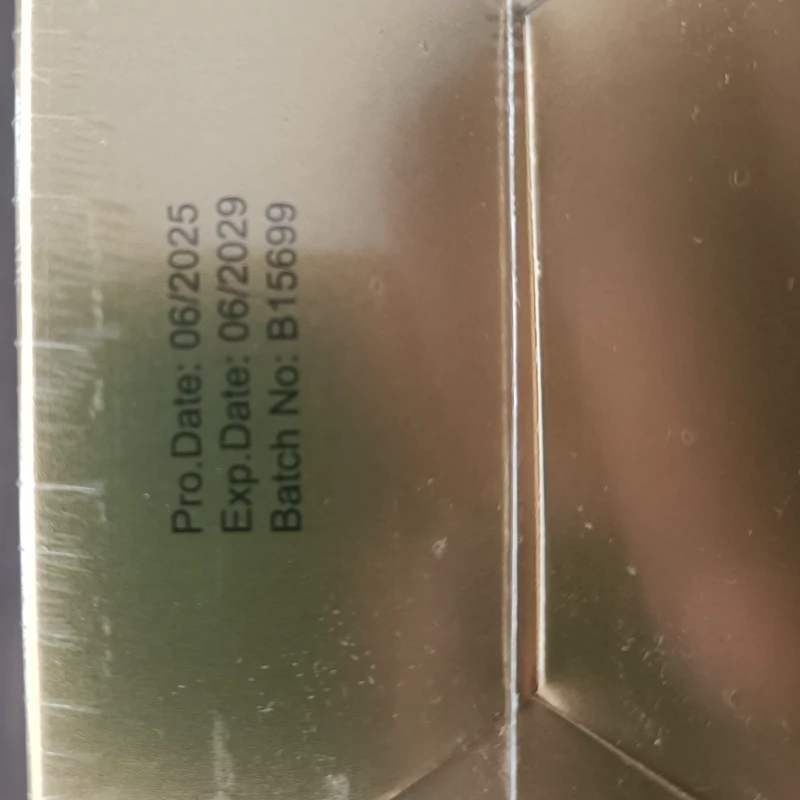 Pro.Date: 06/2025
Exp.Date: 06/2029
Batch No: B15699